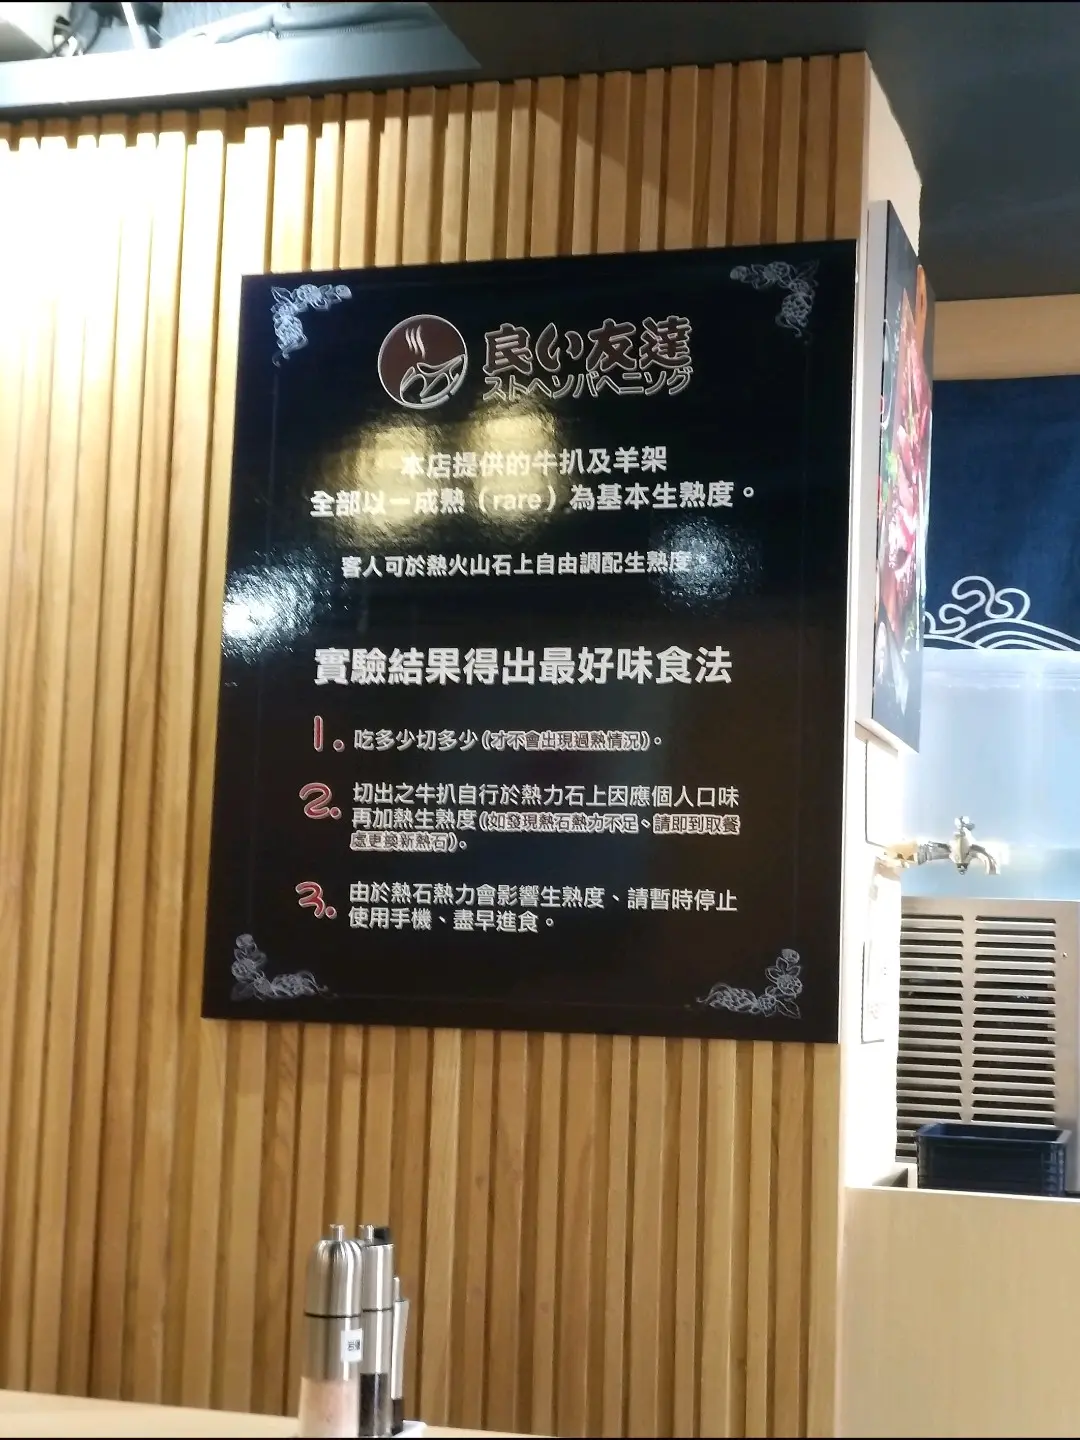 良い友達
ストヘンバヘニング
本店提供的牛扒及羊架
全部以一成熟（rare）為基本生熟度。
客人可於熱火山石上自由調配生熟度。
實驗結果得出最好味食法
1. 吃多少切多少(才不會出現過熟情況)。
2. 切出之牛扒自行於熱力石上因應個人口味
再加熱生熟度(如發現熱石熱力不足、請即到取餐
處更換新熱石)。
3. 由於熱石熱力會影響生熟度、請暫時停止
使用手機、盡早進食。